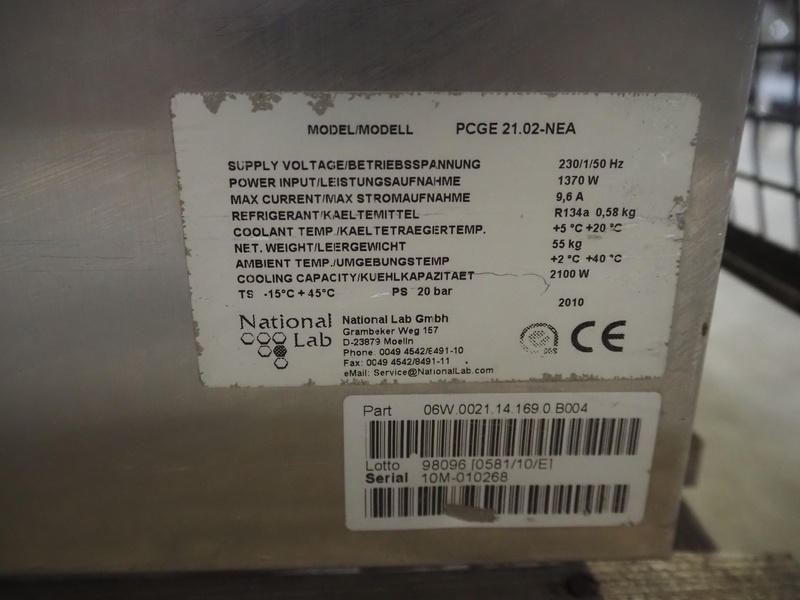 MODEL/MODELL PCGE 21.02-NEA
SUPPLY VOLTAGE/BETRIEBSSPANNUNG 230/1/50 Hz
POWER INPUT/LEISTUNGSAUFNAHME 1370 W
MAX CURRENT/MAX STROMAUFNAHME 9,6 A
REFRIGERANT/KAELTEMITTEL R134a 0,58 kg
COOLANT TEMP./KAELTETRAEGERTEMP. +5 °C +20 °C
NET. WEIGHT/LEERGEWICHT 55 kg
AMBIENT TEMP./UMGEBUNGSTEMP +2 °C +40 °C
COOLING CAPACITY/KUEHLKAPAZITAET 2100 W
TS -15°C + 45°C PS 20 bar
2010
National Lab
National Lab Gmbh
Grambeker Weg 157
D-23879 Moelln
Phone: 0049 4542/8491-10
Fax: 0049 4542/8491-11
eMail: Service@NationalLab.com
CE
Part 06W.0021.14.169.0 B004
Lotto 98096 [0581/10/E]
Serial 10M-010268